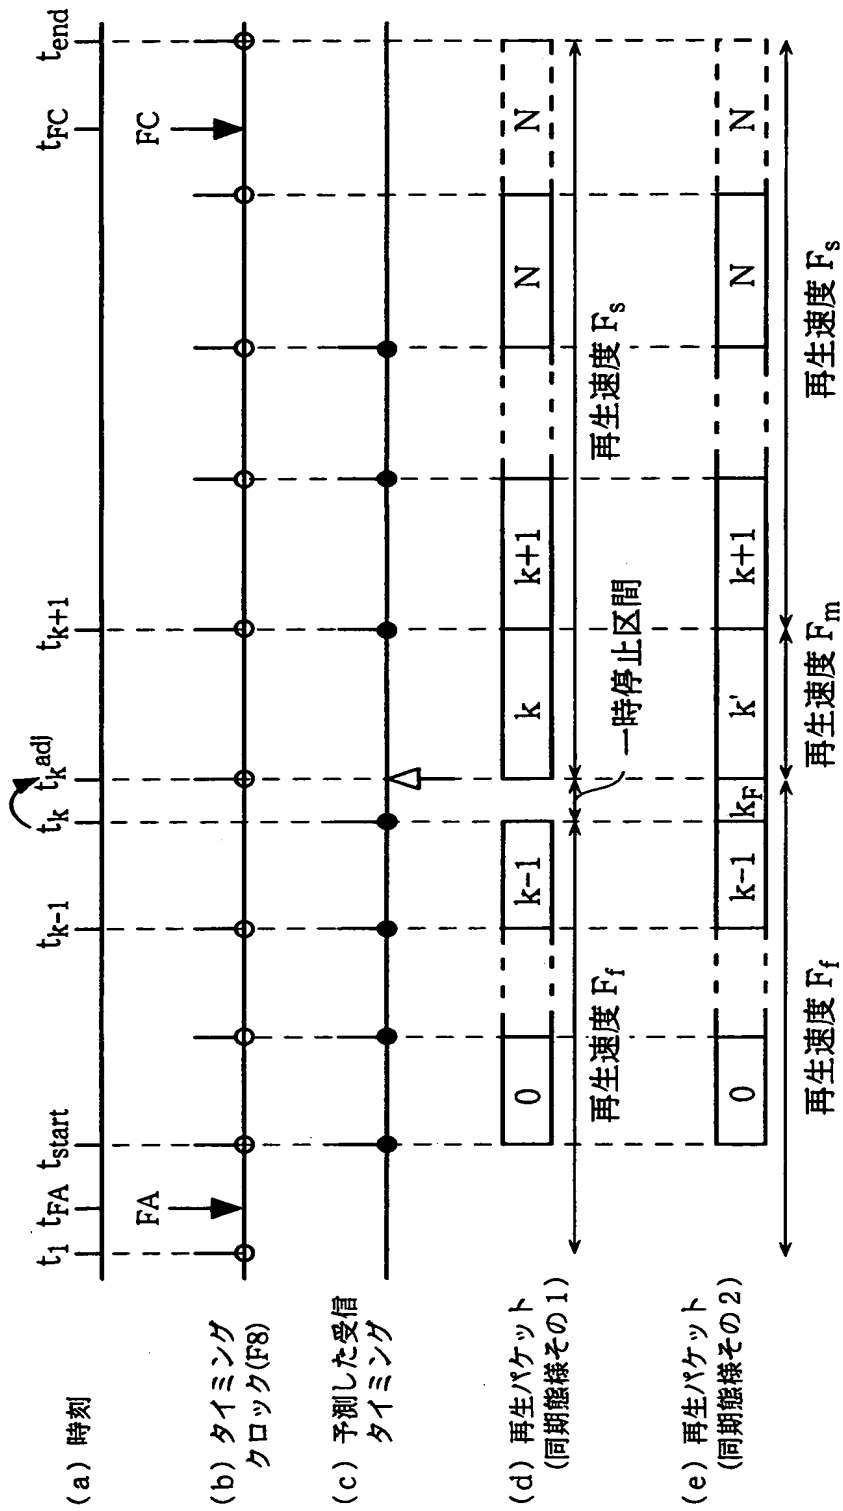 (a) 時刻
t1 tFA tstart tk-1 tk tkadj tk+1 tFC tend
(b) タイミング
クロック(F8)
FA FC
(c) 予測した受信
タイミング
(d) 再生パケット
(同期態様その1)
0 k-1 k k+1 N N
再生速度 Ff 一時停止区間 再生速度 Fs
(e) 再生パケット
(同期態様その2)
0 k-1 kF k' k+1 N N
再生速度 Ff 再生速度 Fm 再生速度 Fs